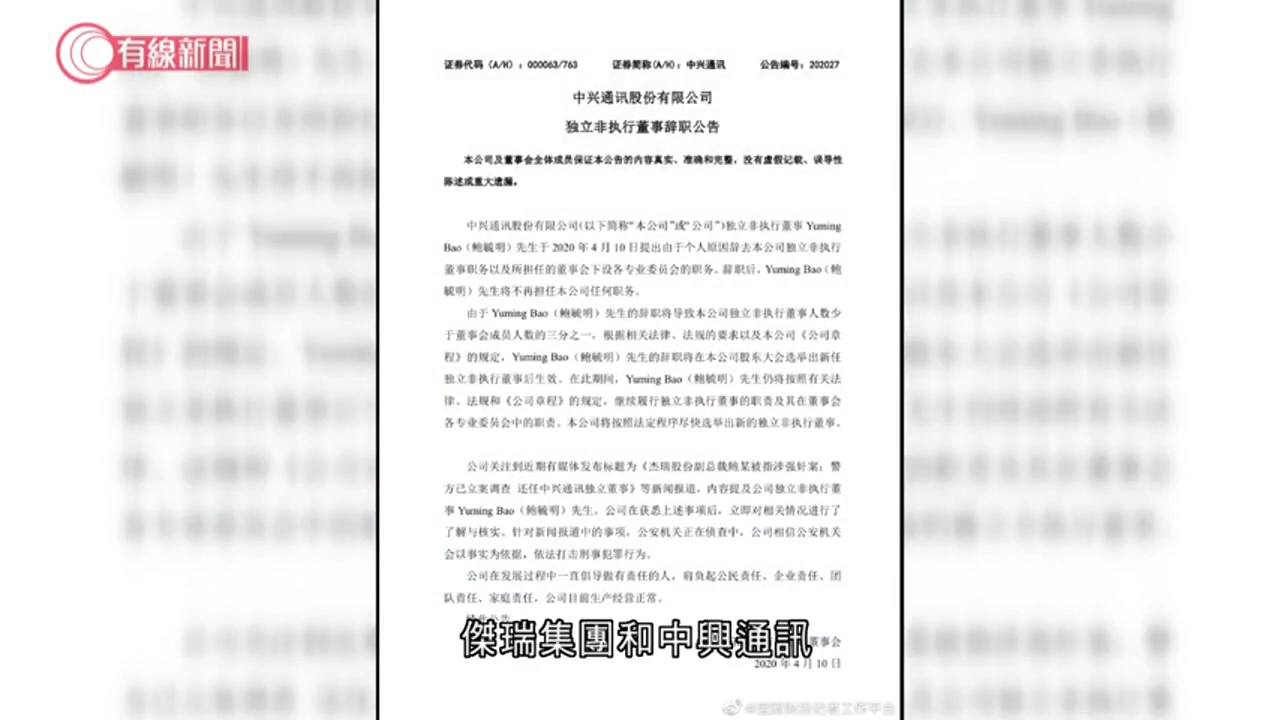 有線新聞
证券代码（A/H）：000063/763 证券简称(A/H)：中兴通讯 公告编号：202027
中兴通讯股份有限公司
独立非执行董事辞职公告
本公司及董事会全体成员保证本公告的内容真实、准确和完整，没有虚假记载、误导性
陈述或重大遗漏。
中兴通讯股份有限公司(以下简称“本公司”或“公司”)独立非执行董事 Yuming
Bao（鲍毓明）先生于 2020 年 4 月 10 日提出由于个人原因辞去本公司独立非执行
董事职务以及所担任的董事会下设各专业委员会的职务。辞职后，Yuming Bao（鲍
毓明）先生将不再担任本公司任何职务。
由于 Yuming Bao（鲍毓明）先生的辞职将导致本公司独立非执行董事人数少
于董事会成员人数的三分之一，根据相关法律、法规的要求以及本公司《公司章
程》的规定，Yuming Bao（鲍毓明）先生的辞职将在本公司股东大会选举出新任
独立非执行董事后生效。在此期间，Yuming Bao（鲍毓明）先生仍将按照有关法
律、法规和《公司章程》的规定，继续履行独立非执行董事的职责及其在董事会
各专业委员会中的职责。本公司将按照法定程序尽快选举出新的独立非执行董事。
公司关注到近期有媒体发布标题为《杰瑞股份副总裁鲍某被指涉强奸案：警
方已立案调查 还任中兴通讯独立董事》等新闻报道，内容提及公司独立非执行董
事 Yuming Bao（鲍毓明）先生。公司在获悉上述事项后，立即对相关情况进行了
了解与核实。针对新闻报道中的事项，公安机关正在侦查中，公司相信公安机关
会以事实为依据，依法打击刑事犯罪行为。
公司在发展过程中一直倡导做有责任的人，肩负起公民责任、企业责任、团
队责任、家庭责任，公司目前生产经营正常。
傑瑞集團和中興通訊
董事会
2020 年 4 月 10 日